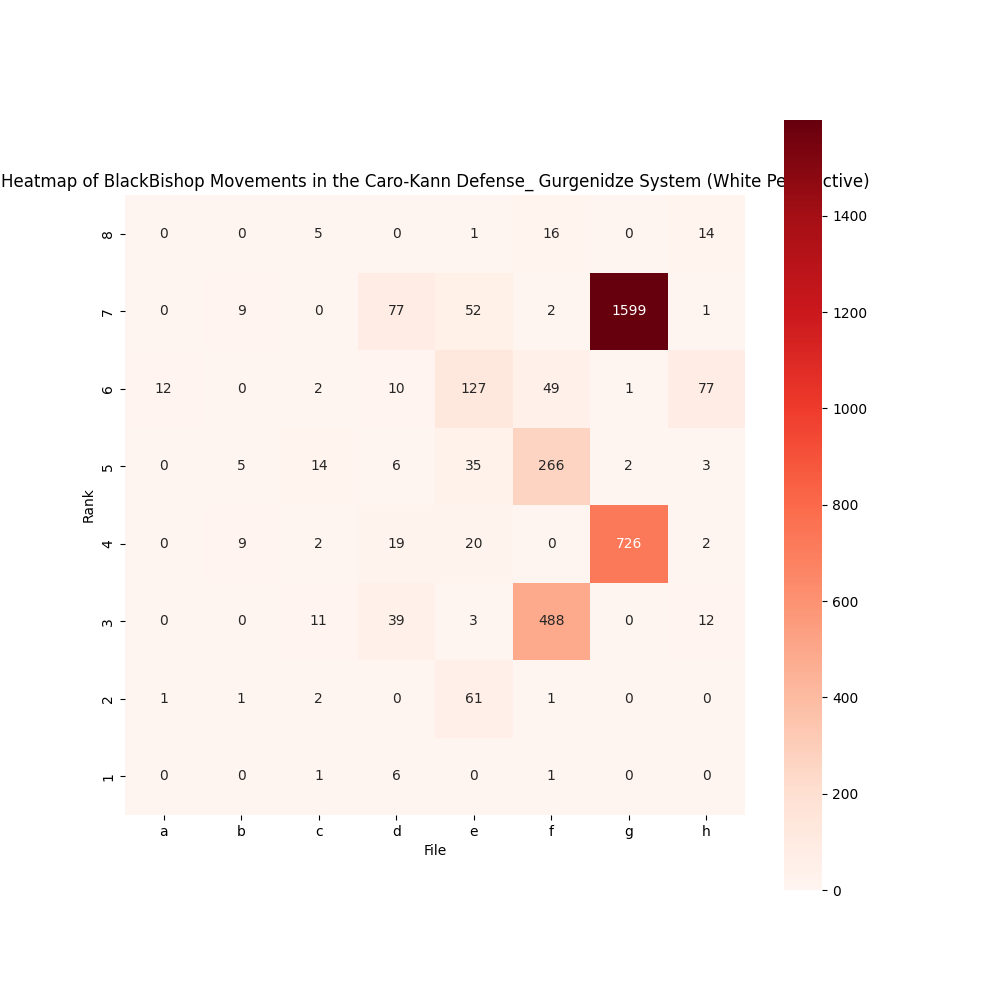 Heatmap of BlackBishop Movements in the Caro-Kann Defense_ Gurgenidze System (White Pe ctive)
8 0 0 5 0 1 16 0 14
7 0 9 0 77 52 2 1599 1
6 12 0 2 10 127 49 1 77
5 0 5 14 6 35 266 2 3
4 0 9 2 19 20 0 726 2
3 0 0 11 39 3 488 0 12
2 1 1 2 0 61 1 0 0
1 0 0 1 6 0 1 0 0
a b c d e f g h
Rank
File
1400
1200
1000
800
600
400
200
0